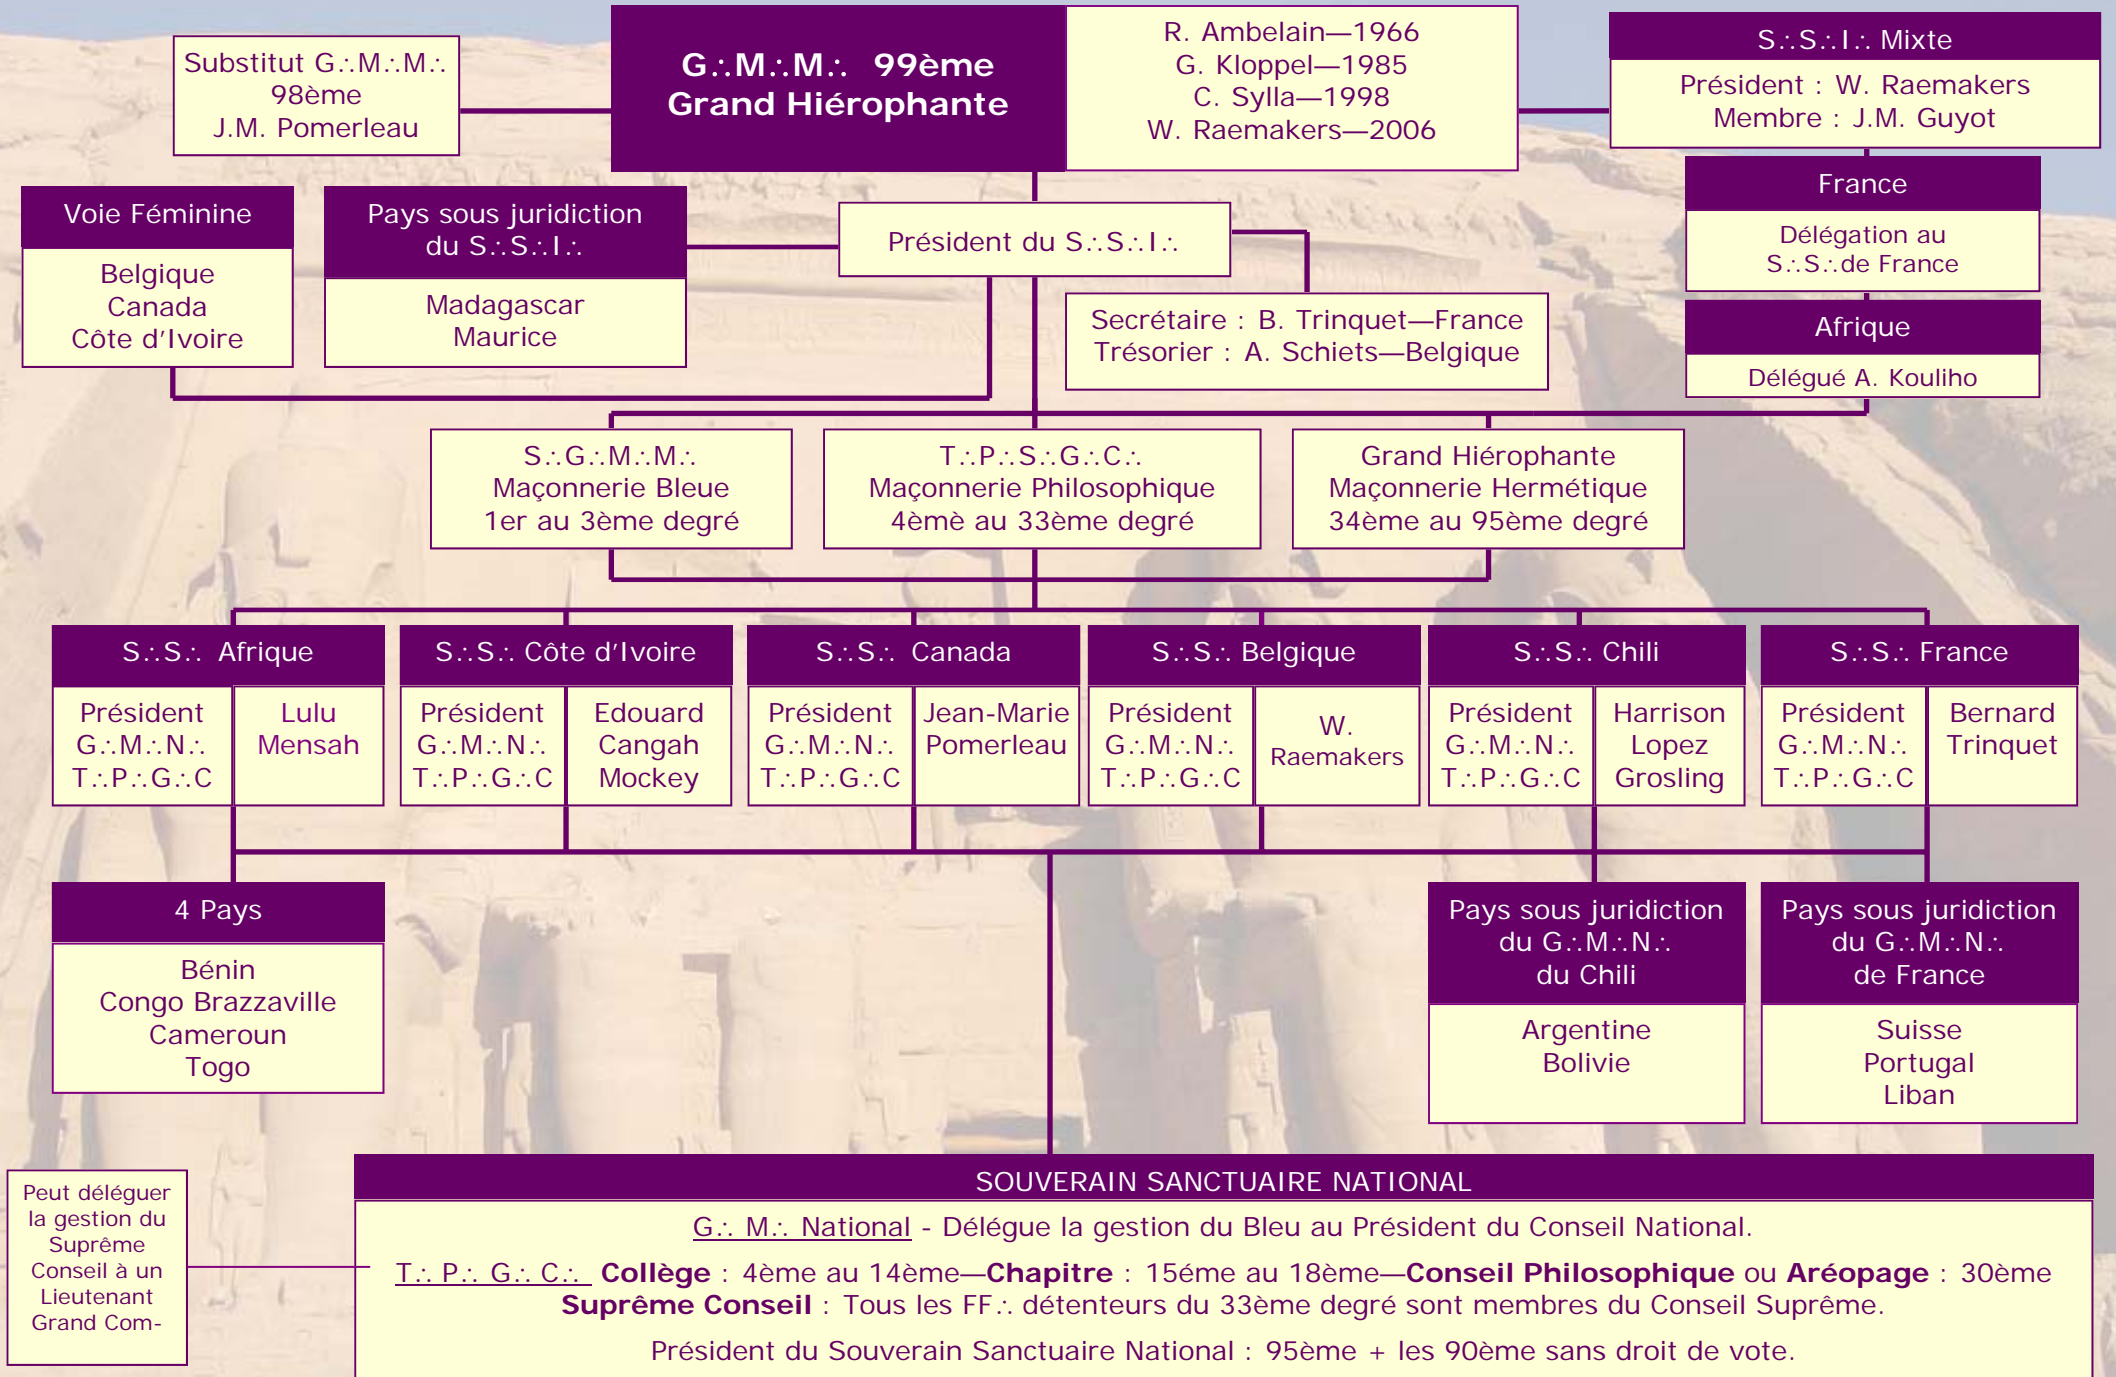 Substitut G∴M∴M∴
98ème
J.M. Pomerleau
G∴M∴M∴ 99ème
Grand Hiérophante
R. Ambelain—1966
G. Kloppel—1985
C. Sylla—1998
W. Raemakers—2006
S∴S∴I∴ Mixte
Président : W. Raemakers
Membre : J.M. Guyot
Voie Féminine
Belgique
Canada
Côte d'Ivoire
Pays sous juridiction
du S∴S∴I∴
Madagascar
Maurice
Président du S∴S∴I∴
Secrétaire : B. Trinquet—France
Trésorier : A. Schiets—Belgique
France
Délégation au
S∴S∴de France
Afrique
Délégué A. Kouliho
S∴G∴M∴M∴
Maçonnerie Bleue
1er au 3ème degré
T∴P∴S∴G∴C∴
Maçonnerie Philosophique
4èmè au 33ème degré
Grand Hiérophante
Maçonnerie Hermétique
34ème au 95ème degré
S∴S∴ Afrique
Président
G∴M∴N∴
T∴P∴G∴C
Lulu
Mensah
S∴S∴ Côte d'Ivoire
Président
G∴M∴N∴
T∴P∴G∴C
Edouard
Cangah
Mockey
S∴S∴ Canada
Président
G∴M∴N∴
T∴P∴G∴C
Jean-Marie
Pomerleau
S∴S∴ Belgique
Président
G∴M∴N∴
T∴P∴G∴C
W.
Raemakers
S∴S∴ Chili
Président
G∴M∴N∴
T∴P∴G∴C
Harrison
Lopez
Grosling
S∴S∴ France
Président
G∴M∴N∴
T∴P∴G∴C
Bernard
Trinquet
4 Pays
Bénin
Congo Brazzaville
Cameroun
Togo
Pays sous juridiction
du G∴M∴N∴
du Chili
Argentine
Bolivie
Pays sous juridiction
du G∴M∴N∴
de France
Suisse
Portugal
Liban
Peut déléguer
la gestion du
Suprême
Conseil à un
Lieutenant
Grand Com-
SOUVERAIN SANCTUAIRE NATIONAL
G∴ M∴ National - Délégue la gestion du Bleu au Président du Conseil National.
T∴ P∴ G∴ C∴ Collège : 4ème au 14ème—Chapitre : 15éme au 18ème—Conseil Philosophique ou Aréopage : 30ème
Suprême Conseil : Tous les FF∴ détenteurs du 33ème degré sont membres du Conseil Suprême.
Président du Souverain Sanctuaire National : 95ème + les 90ème sans droit de vote.